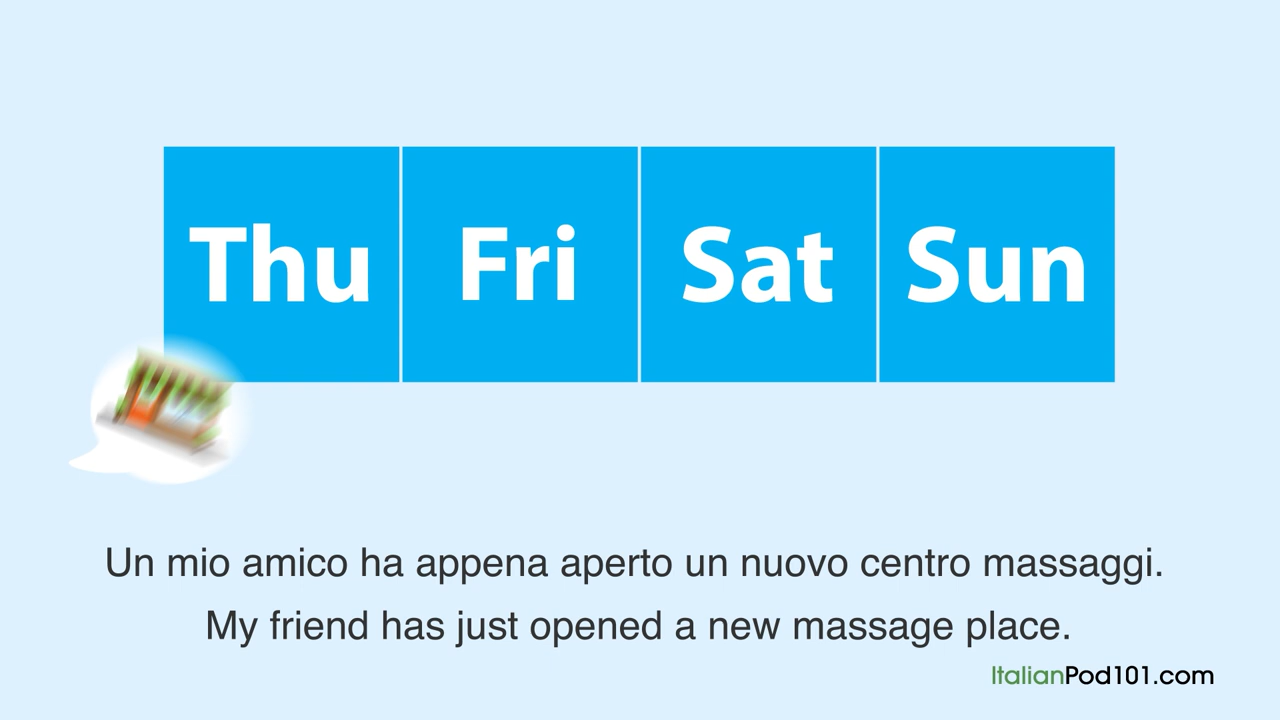 Thu Fri Sat Sun
Un mio amico ha appena aperto un nuovo centro massaggi.
My friend has just opened a new massage place.
ItalianPod101.com